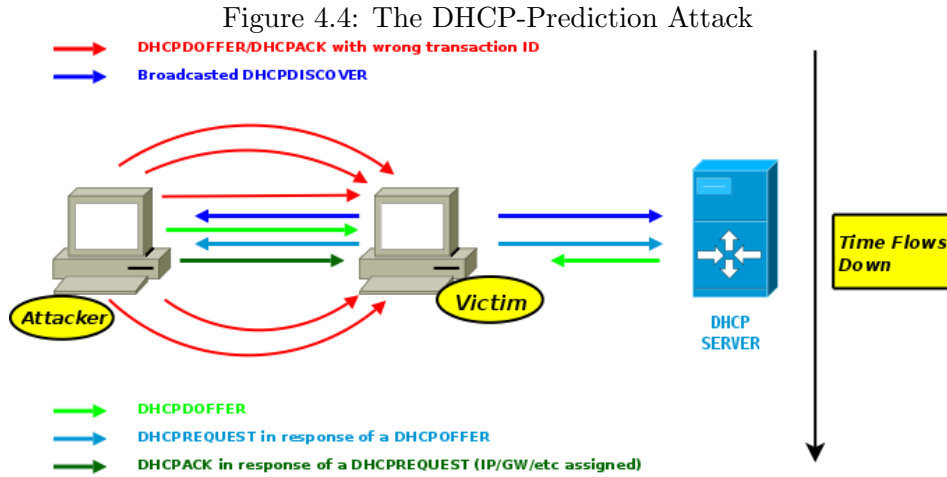 Figure 4.4: The DHCP-Prediction Attack
DHCPDOFFER/DHCPACK with wrong transaction ID
Broadcasted DHCPDISCOVER
Time Flows
Down
Attacker
Victim
DHCP
SERVER
DHCPDOFFER
DHCPREQUEST in response of a DHCPOFFER
DHCPACK in response of a DHCPREQUEST (IP/GW/etc assigned)